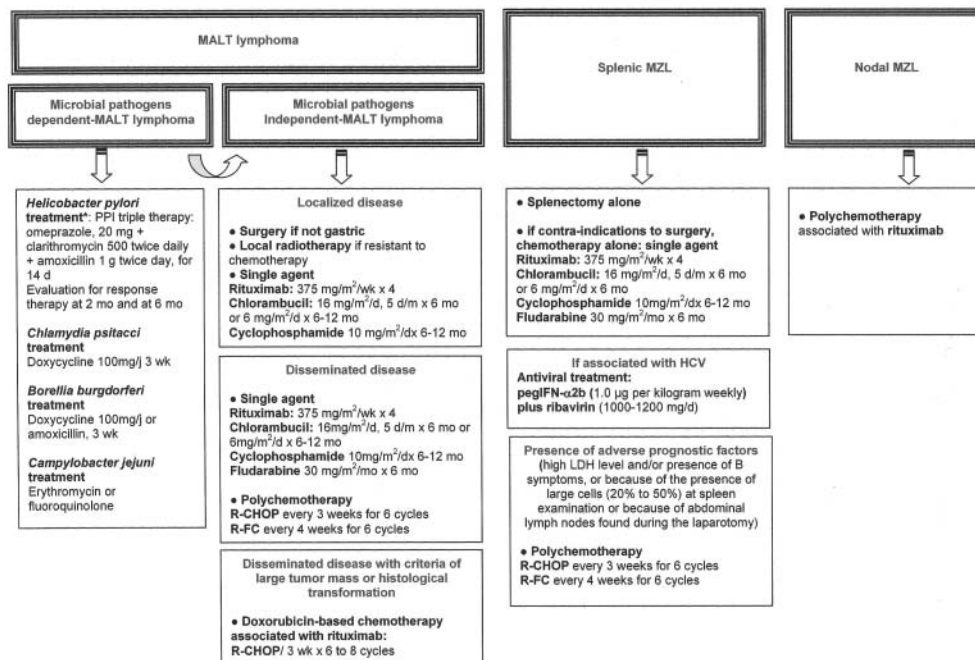 MALT lymphoma
Microbial pathogens
dependent-MALT lymphoma
Helicobacter pylori
treatment*: PPI triple therapy:
omeprazole, 20 mg +
clarithromycin 500 twice daily
+ amoxicillin 1 g twice day, for
14 d
Evaluation for response
therapy at 2 mo and at 6 mo
Chlamydia psitacci
treatment
Doxycycline 100mg/j 3 wk
Borellia burgdorferi
treatment
Doxycycline 100mg/j or
amoxicillin, 3 wk
Campylobacter jejuni
treatment
Erythromycin or
fluoroquinolone
Microbial pathogens
Independent-MALT lymphoma
Localized disease
● Surgery if not gastric
● Local radiotherapy if resistant to
chemotherapy
● Single agent
Rituximab: 375 mg/m²/wk x 4
Chlorambucil: 16 mg/m²/d, 5 d/m x 6 mo
or 6 mg/m²/d x 6-12 mo
Cyclophosphamide 10 mg/m²/dx 6-12 mo
Disseminated disease
● Single agent
Rituximab: 375 mg/m²/wk x 4
Chlorambucil: 16mg/m²/d, 5 d/m x 6 mo or
6mg/m²/d x 6-12 mo
Cyclophosphamide 10mg/m²/dx 6-12 mo
Fludarabine 30 mg/m²/mo x 6 mo
● Polychemotherapy
R-CHOP every 3 weeks for 6 cycles
R-FC every 4 weeks for 6 cycles
Disseminated disease with criteria of
large tumor mass or histological
transformation
● Doxorubicin-based chemotherapy
associated with rituximab:
R-CHOP/ 3 wk x 6 to 8 cycles
Splenic MZL
● Splenectomy alone
● if contra-indications to surgery,
chemotherapy alone: single agent
Rituximab: 375 mg/m²/wk x 4
Chlorambucil: 16 mg/m²/d, 5 d/m x 6 mo
or 6 mg/m²/d x 6 mo
Cyclophosphamide 10mg/m²/dx 6-12 mo
Fludarabine 30 mg/m²/mo x 6 mo
If associated with HCV
Antiviral treatment:
pegIFN-α2b (1.0 µg per kilogram weekly)
plus ribavirin (1000-1200 mg/d)
Presence of adverse prognostic factors
(high LDH level and/or presence of B
symptoms, or because of the presence
of large cells (20% to 50%) at spleen
examination or because of abdominal
lymph nodes found during the laparotomy)
● Polychemotherapy
R-CHOP every 3 weeks for 6 cycles
R-FC every 4 weeks for 6 cycles
Nodal MZL
● Polychemotherapy
associated with rituximab